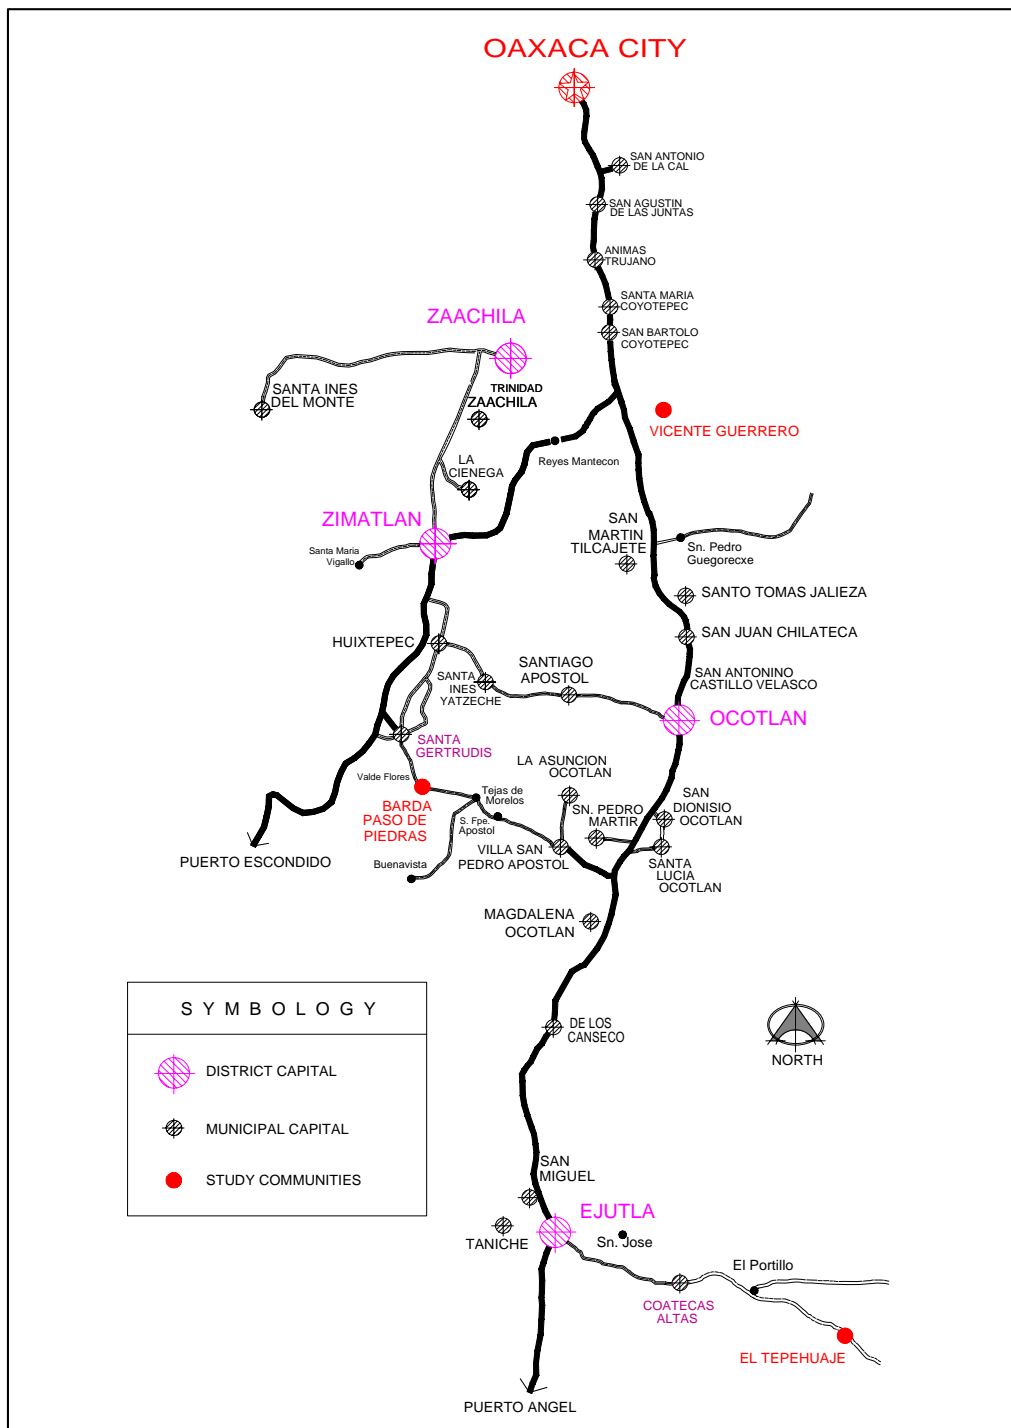 OAXACA CITY
SAN ANTONIO
DE LA CAL
SAN AGUSTIN
DE LAS JUNTAS
ANIMAS
TRUJANO
SANTA MARIA
COYOTEPEC
SAN BARTOLO
COYOTEPEC
ZAACHILA
SANTA INES
DEL MONTE
TRINIDAD
ZAACHILA
VICENTE GUERRERO
Reyes Mantecon
LA
CIENEGA
ZIMATLAN
Santa Maria
Vigallo
SAN
MARTIN
TILCAJETE
Sn. Pedro
Guegorecxe
SANTO TOMAS JALIEZA
SAN JUAN CHILATECA
HUIXTEPEC
SANTA
INES
YATZECHE
SANTIAGO
APOSTOL
SAN ANTONINO
CASTILLO VELASCO
OCOTLAN
SANTA
GERTRUDIS
LA ASUNCION
OCOTLAN
Valde Flores
BARDA
PASO DE
PIEDRAS
Tejas de
Morelos
S. Fpe.
Apostol
SN. PEDRO
MARTIR
SAN
DIONISIO
OCOTLAN
PUERTO ESCONDIDO
Buenavista
VILLA SAN
PEDRO APOSTOL
SANTA
LUCIA
OCOTLAN
MAGDALENA
OCOTLAN
SYMBOLOGY
DISTRICT CAPITAL
MUNICIPAL CAPITAL
STUDY COMMUNITIES
DE LOS
CANSECO
NORTH
SAN
MIGUEL
EJUTLA
TANICHE
Sn. Jose
El Portillo
COATECAS
ALTAS
EL TEPEHUAJE
PUERTO ANGEL